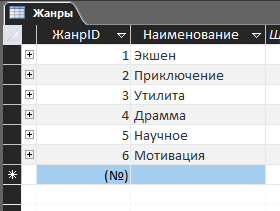 Жанры
ЖанрID Наименование
1 Экшен
2 Приключение
3 Утилита
4 Драмма
5 Научное
6 Мотивация
(№)